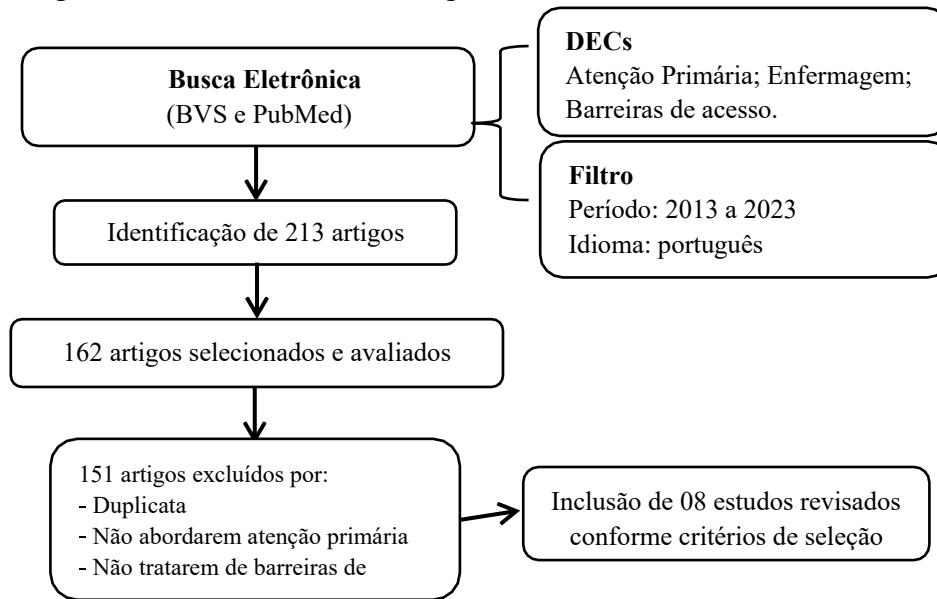 Busca Eletrônica
(BVS e PubMed)
DECs
Atenção Primária; Enfermagem;
Barreiras de acesso.
Filtro
Período: 2013 a 2023
Idioma: português
Identificação de 213 artigos
162 artigos selecionados e avaliados
151 artigos excluídos por:
- Duplicata
- Não abordarem atenção primária
- Não tratarem de barreiras de
Inclusão de 08 estudos revisados
conforme critérios de seleção